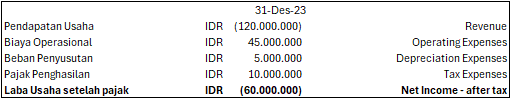 31-Des-23
Pendapatan Usaha IDR (120.000.000) Revenue
Biaya Operasional IDR 45.000.000 Operating Expenses
Beban Penyusutan IDR 5.000.000 Depreciation Expenses
Pajak Penghasilan IDR 10.000.000 Tax Expenses
Laba Usaha setelah pajak IDR (60.000.000) Net Income - after tax